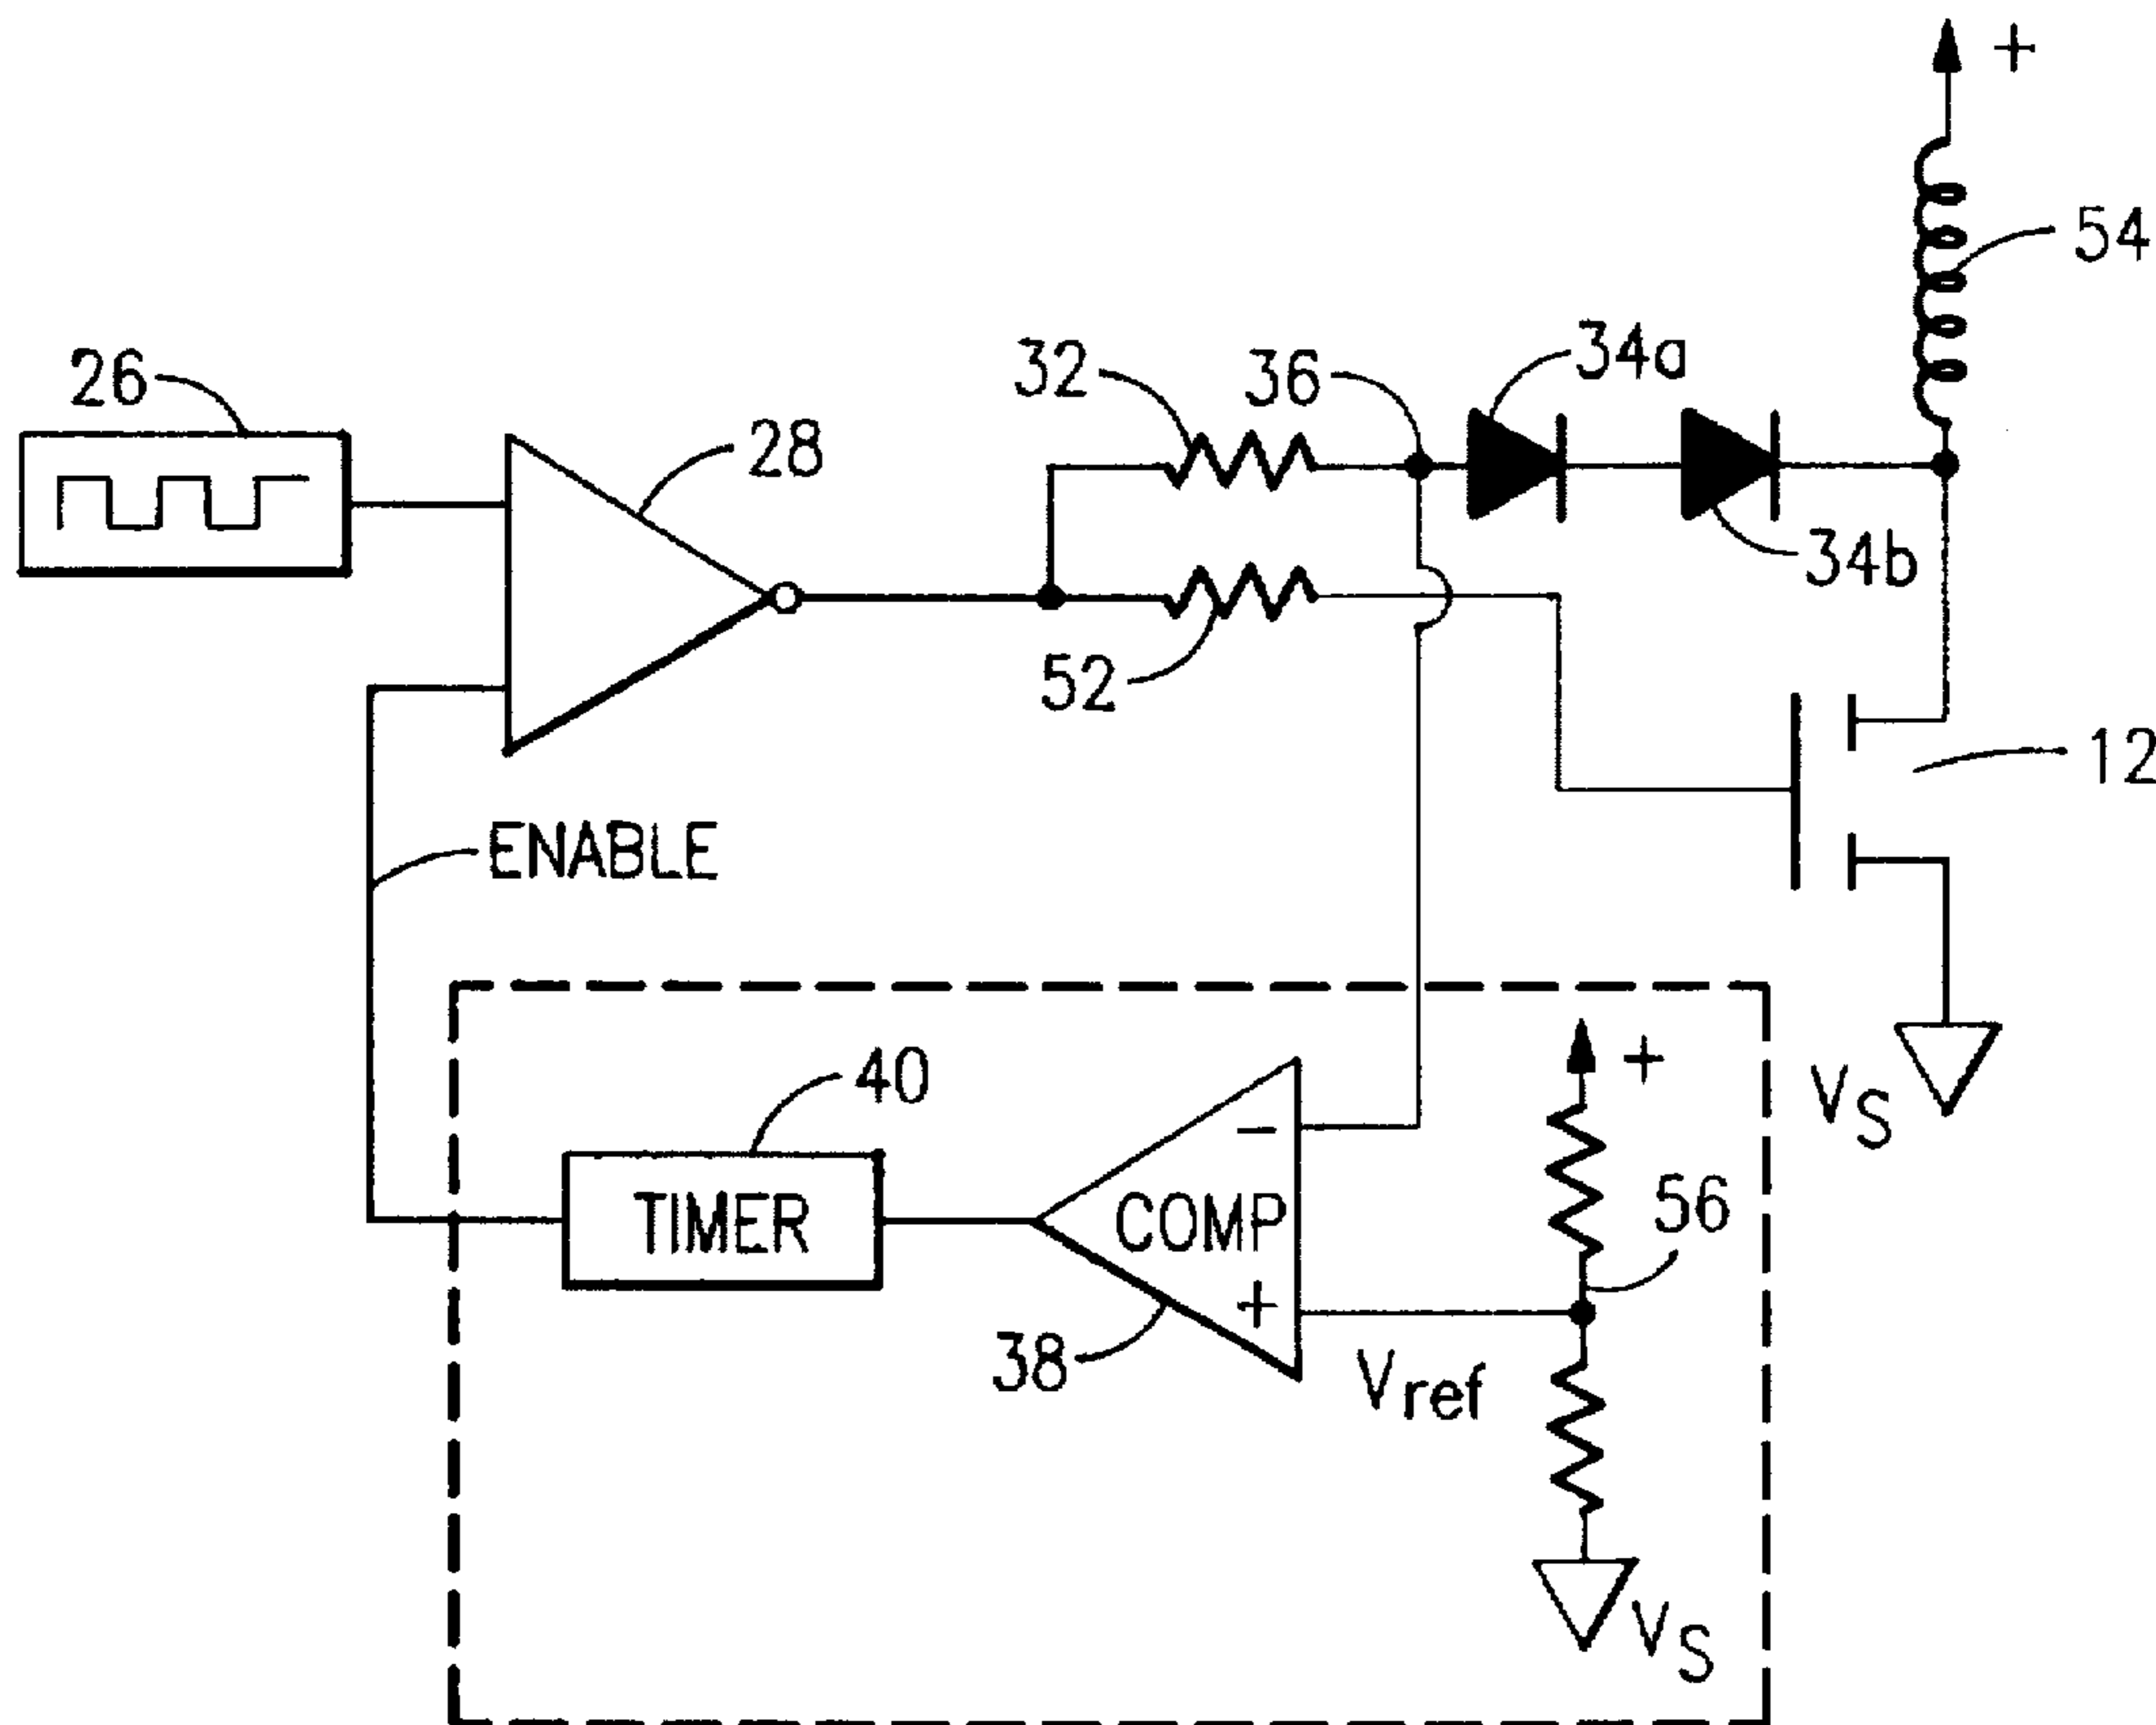 +
54
34a
32
36
26
28
34b
52
12
ENABLE
+
40
VS
−
TIMER
COMP
56
+
38
Vref
VS